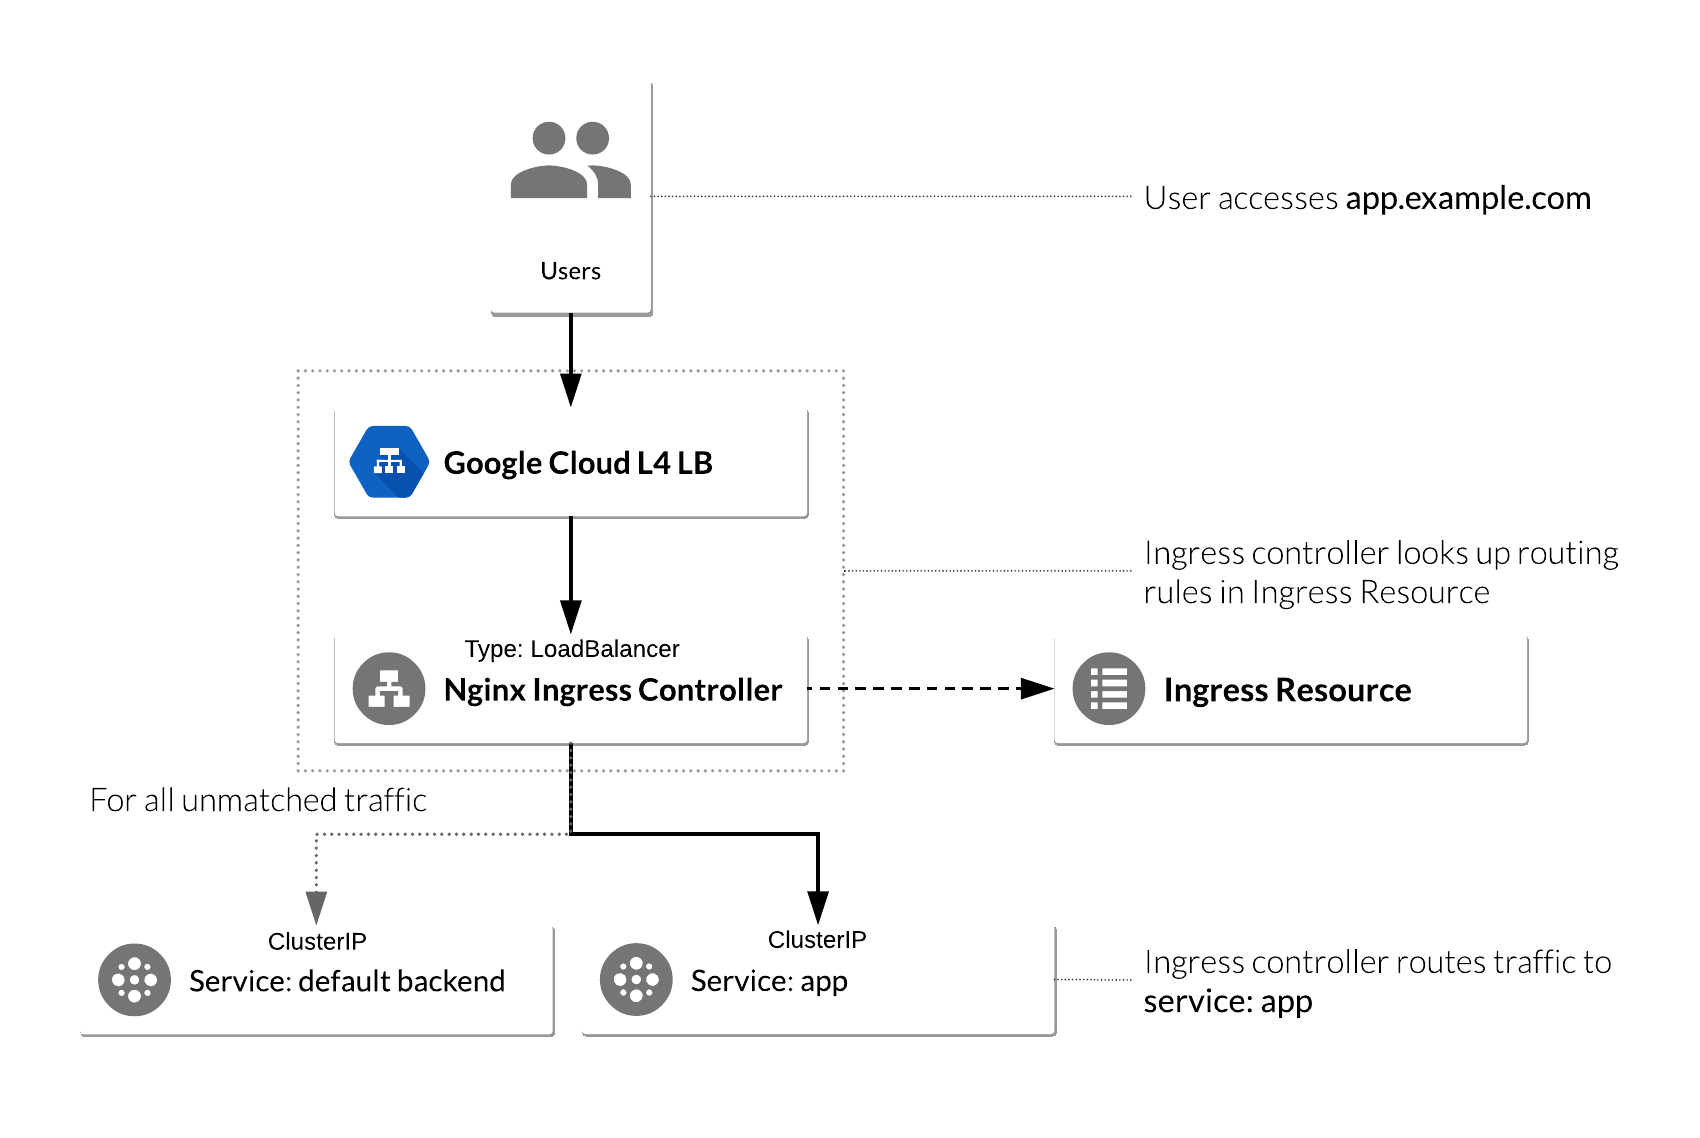 User accesses app.example.com
Users
Google Cloud L4 LB
Ingress controller looks up routing
rules in Ingress Resource
Type: LoadBalancer
Nginx Ingress Controller
Ingress Resource
For all unmatched traffic
ClusterIP
Service: default backend
ClusterIP
Service: app
Ingress controller routes traffic to
service: app